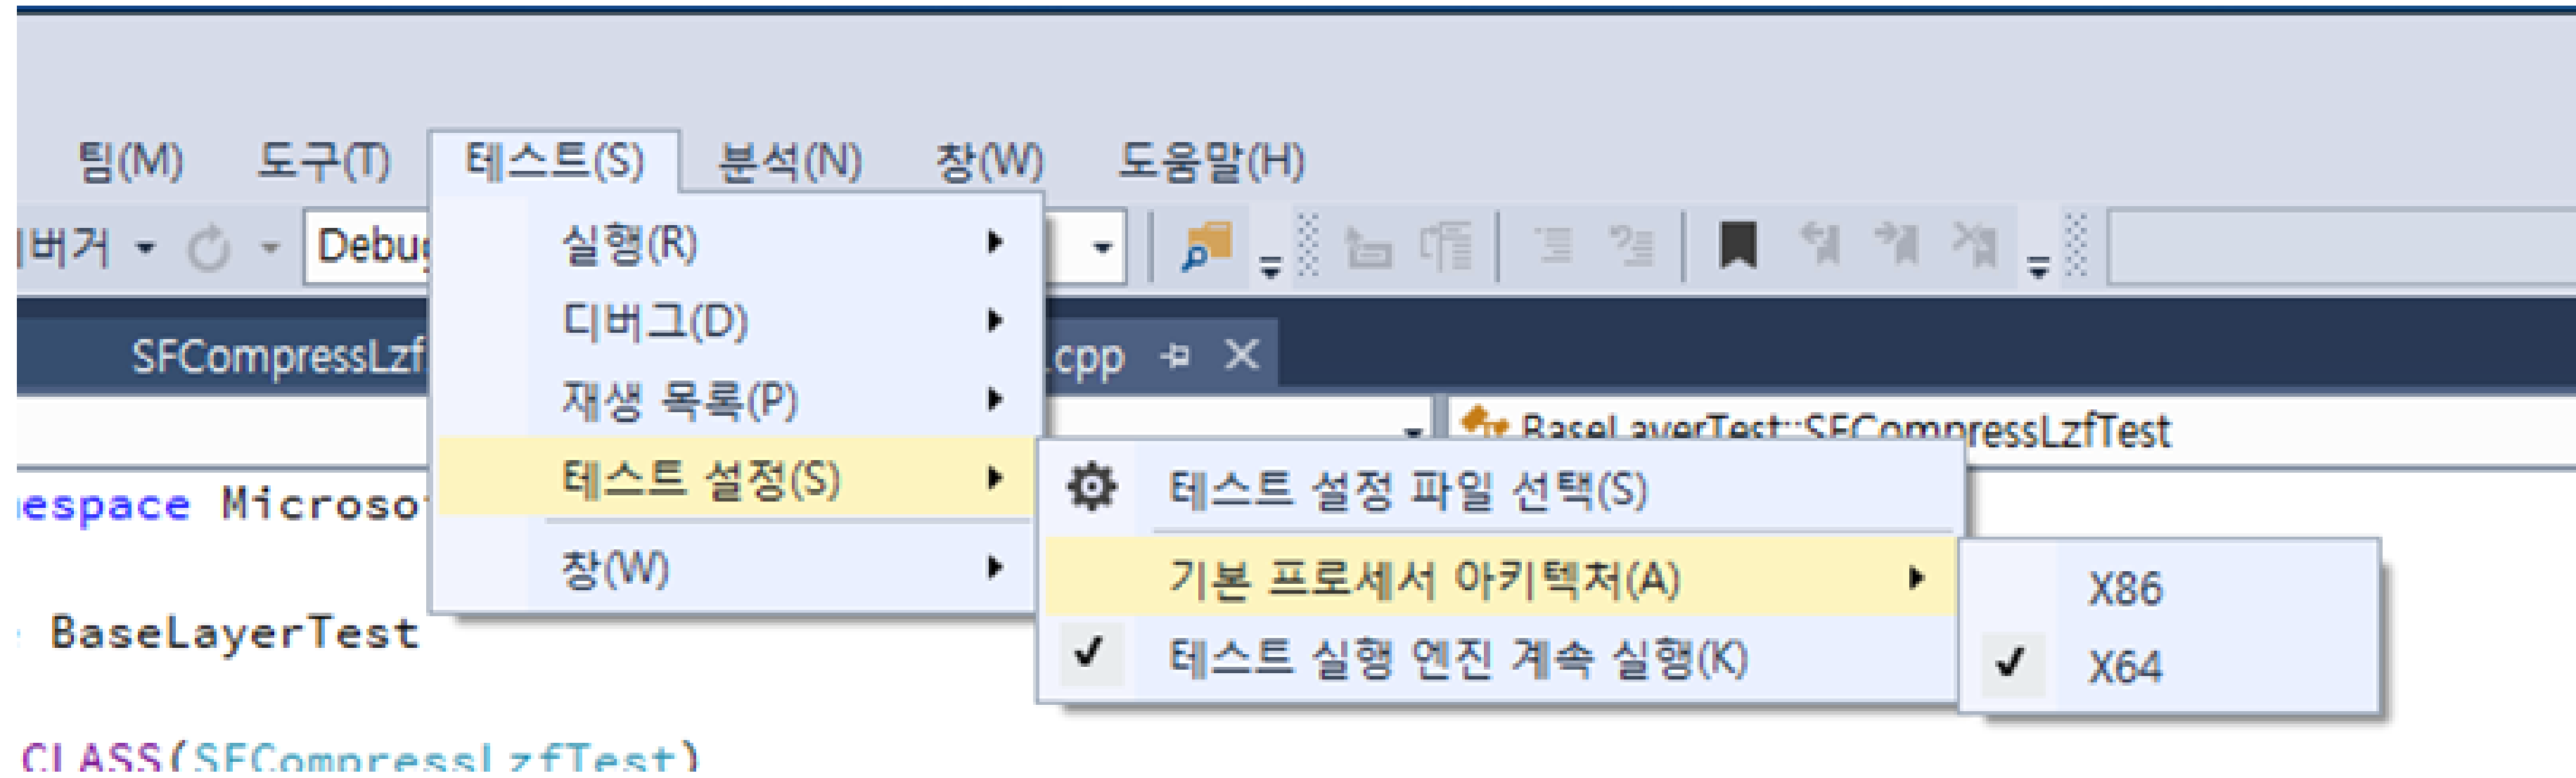 팀(M) 도구(T) 테스트(S) 분석(N) 창(W) 도움말(H)
버거 Debug
실행(R)
디버그(D)
재생 목록(P)
테스트 설정(S)
창(W)
SFCompressLzf .cpp
BaseLayerTest::SFCompressLzfTest
테스트 설정 파일 선택(S)
기본 프로세서 아키텍처(A)
테스트 실행 엔진 계속 실행(K)
X86
X64
espace Microso
BaseLayerTest
CLASS(SFCompressLzfTest)